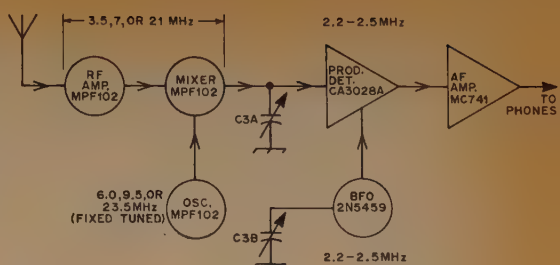 3.5, 7, OR 21 MHz
2.2-2.5MHz
RF
AMP.
MPF102
MIXER
MPF102
PROD.
DET.
CA3028A
AF
AMP.
MC741
TO
PHONES
C3A
6.0, 9.5, OR
23.5MHz
(FIXED TUNED)
OSC.
MPF102
BFO
2N5459
C3B
2.2-2.5MHz